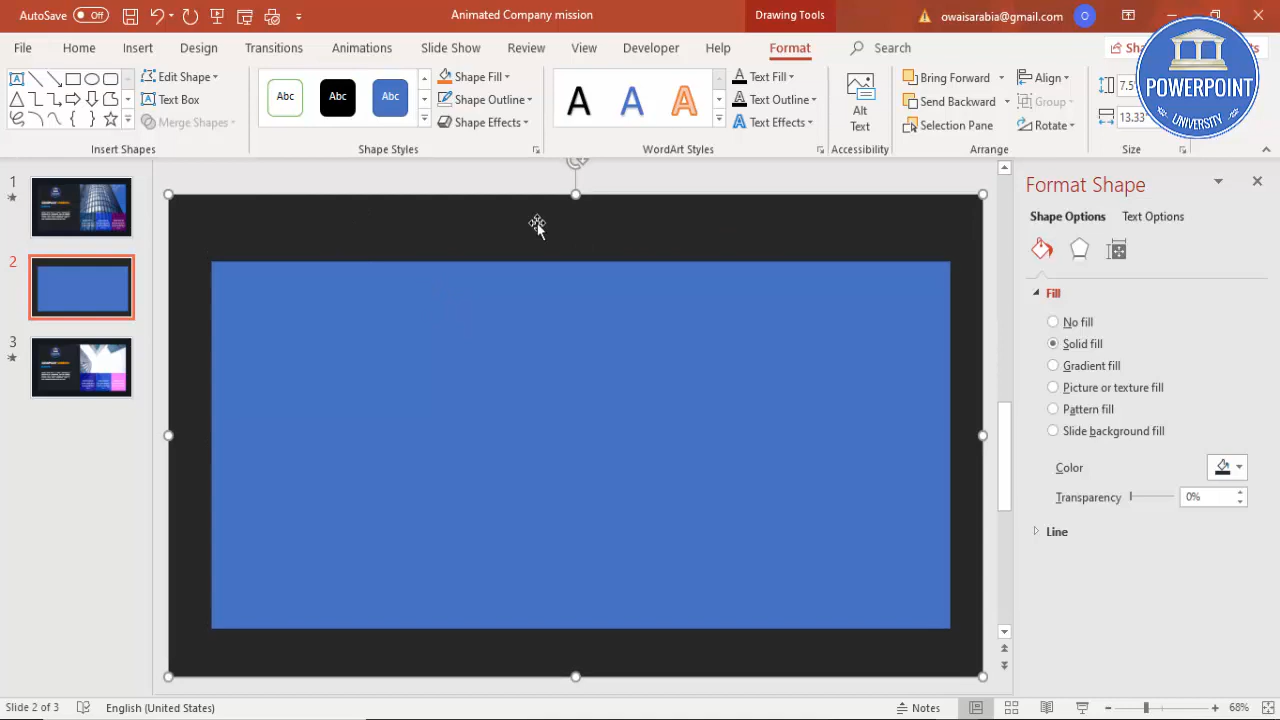 AutoSave Off
Animated Company mission
Drawing Tools
owaisarabia@gmail.com
O
File Home Insert Design Transitions Animations Slide Show Review View Developer Help Format Search
Edit Shape
Text Box
Merge Shapes
Insert Shapes
Abc Abc Abc
Shape Fill
Shape Outline
Shape Effects
Shape Styles
A A A
Text Fill
Text Outline
Text Effects
WordArt Styles
Alt
Text
Accessibility
Bring Forward
Send Backward
Selection Pane
Align
Group
Rotate
Arrange
13.33
Size
POWERPOINT
UNIVERSITY
1
2
3
Format Shape
Shape Options Text Options
Fill
No fill
Solid fill
Gradient fill
Picture or texture fill
Pattern fill
Slide background fill
Color
Transparency 0%
Line
Slide 2 of 3 English (United States) Notes 68%